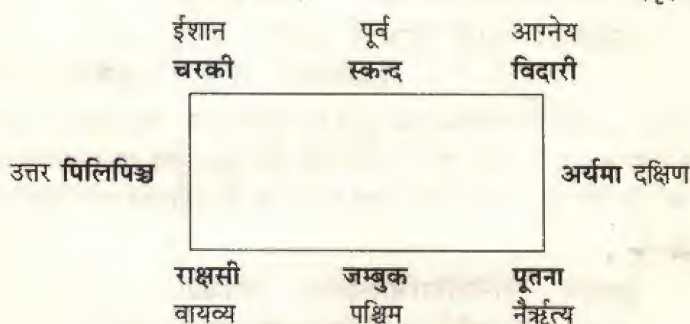 ईशान पूर्व आग्नेय
चरकी स्कन्द विदारी
उत्तर पिलिपिञ्च अर्यमा दक्षिण
राक्षसी जम्बुक पूतना
वायव्य पश्चिम नैर्ऋत्य